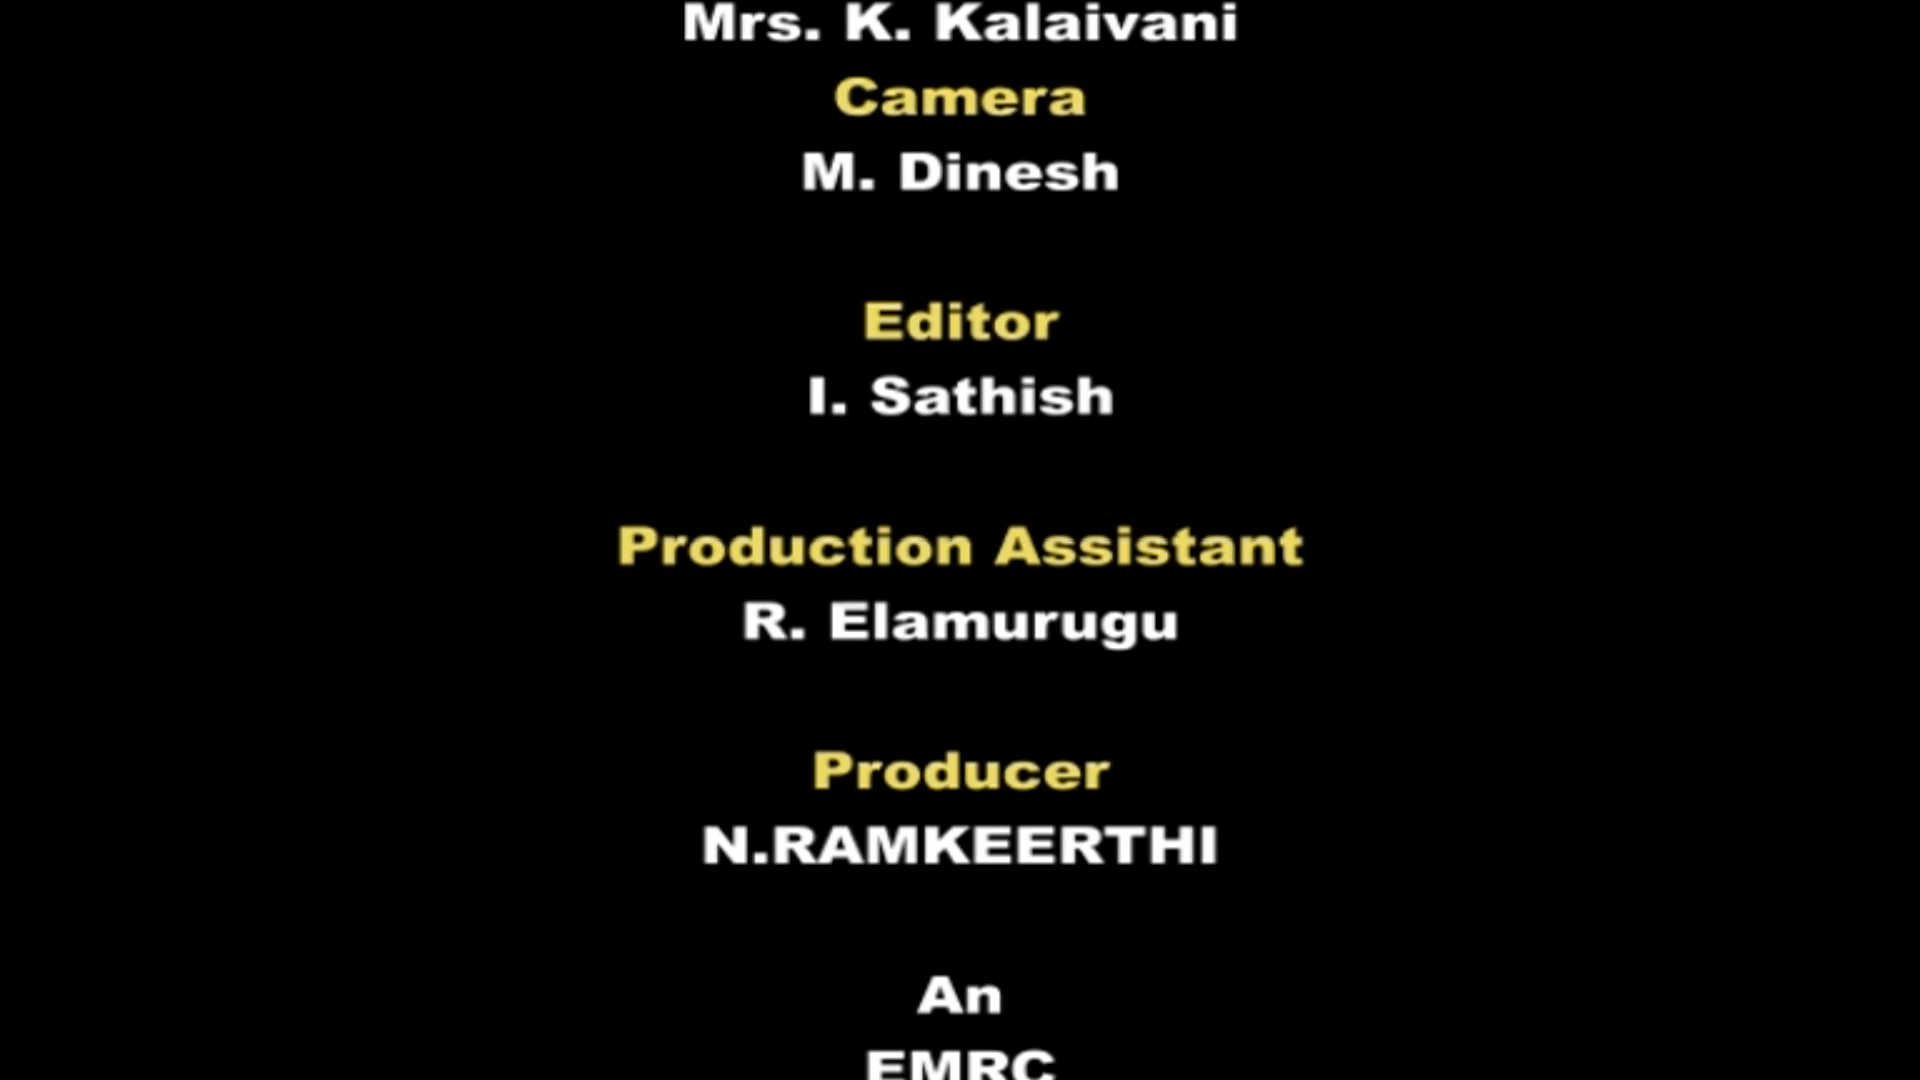 Mrs. K. Kalaivani
Camera
M. Dinesh
Editor
I. Sathish
Production Assistant
R. Elamurugu
Producer
N.RAMKEERTHI
An
EMRC